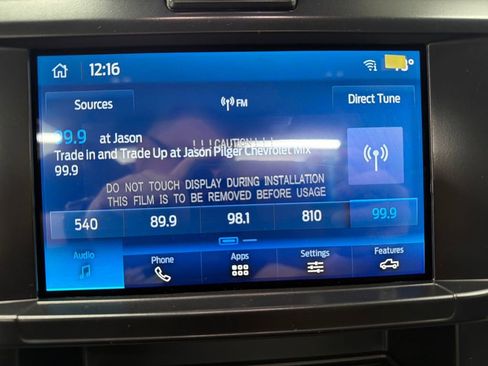 12:16
Sources
FM
Direct Tune
99.9 at Jason
! ! ! CAUTION ! ! !
Trade in and Trade Up at Jason Pilger Chevrolet Mix
99.9
DO NOT TOUCH DISPLAY DURING INSTALLATION
THIS FILM IS TO BE REMOVED BEFORE USAGE
540 89.9 98.1 810 99.9
Audio Phone Apps Settings Features